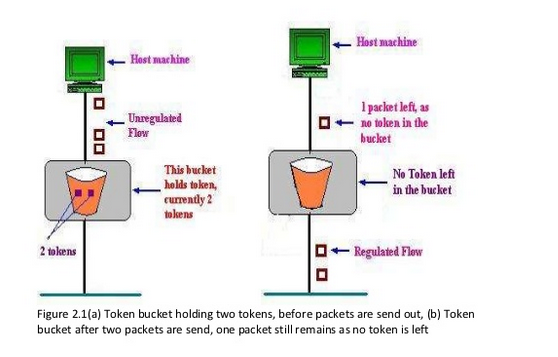 Host machine
Unregulated
Flow
This bucket
holds token,
currently 2
tokens
2 tokens
Host machine
1 packet left, as
no token in the
bucket
No Token left
in the bucket
Regulated Flow
Figure 2.1(a) Token bucket holding two tokens, before packets are send out, (b) Token
bucket after two packets are send, one packet still remains as no token is left